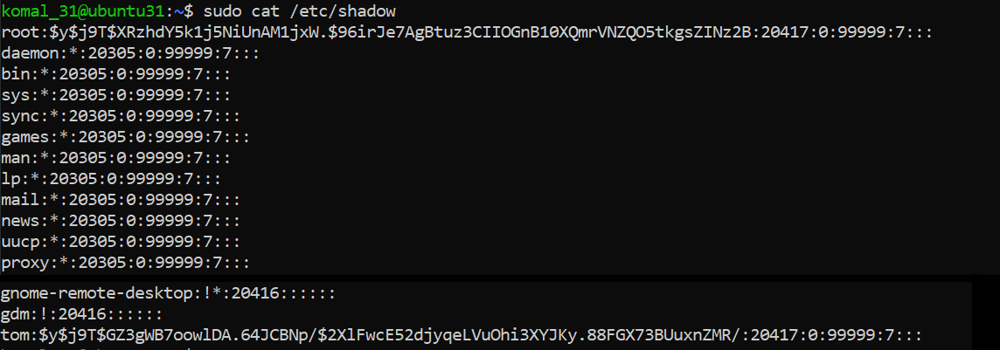 komal_31@ubuntu31:~$ sudo cat /etc/shadow
root:$y$j9T$XRzhdY5k1j5NiUnAM1jxW.$96irJe7AgBtuz3CIIOGnB10XQmrVNZQO5tkgsZINz2B:20417:0:99999:7:::
daemon:*:20305:0:99999:7:::
bin:*:20305:0:99999:7:::
sys:*:20305:0:99999:7:::
sync:*:20305:0:99999:7:::
games:*:20305:0:99999:7:::
man:*:20305:0:99999:7:::
lp:*:20305:0:99999:7:::
mail:*:20305:0:99999:7:::
news:*:20305:0:99999:7:::
uucp:*:20305:0:99999:7:::
proxy:*:20305:0:99999:7:::
gnome-remote-desktop:!*:20416::::::
gdm:!:20416::::::
tom:$y$j9T$GZ3gWB7oowlDA.64JCBNp/$2XlFwcE52djyqeLVuOhi3XYJKy.88FGX73BUuxnZMR/:20417:0:99999:7:::